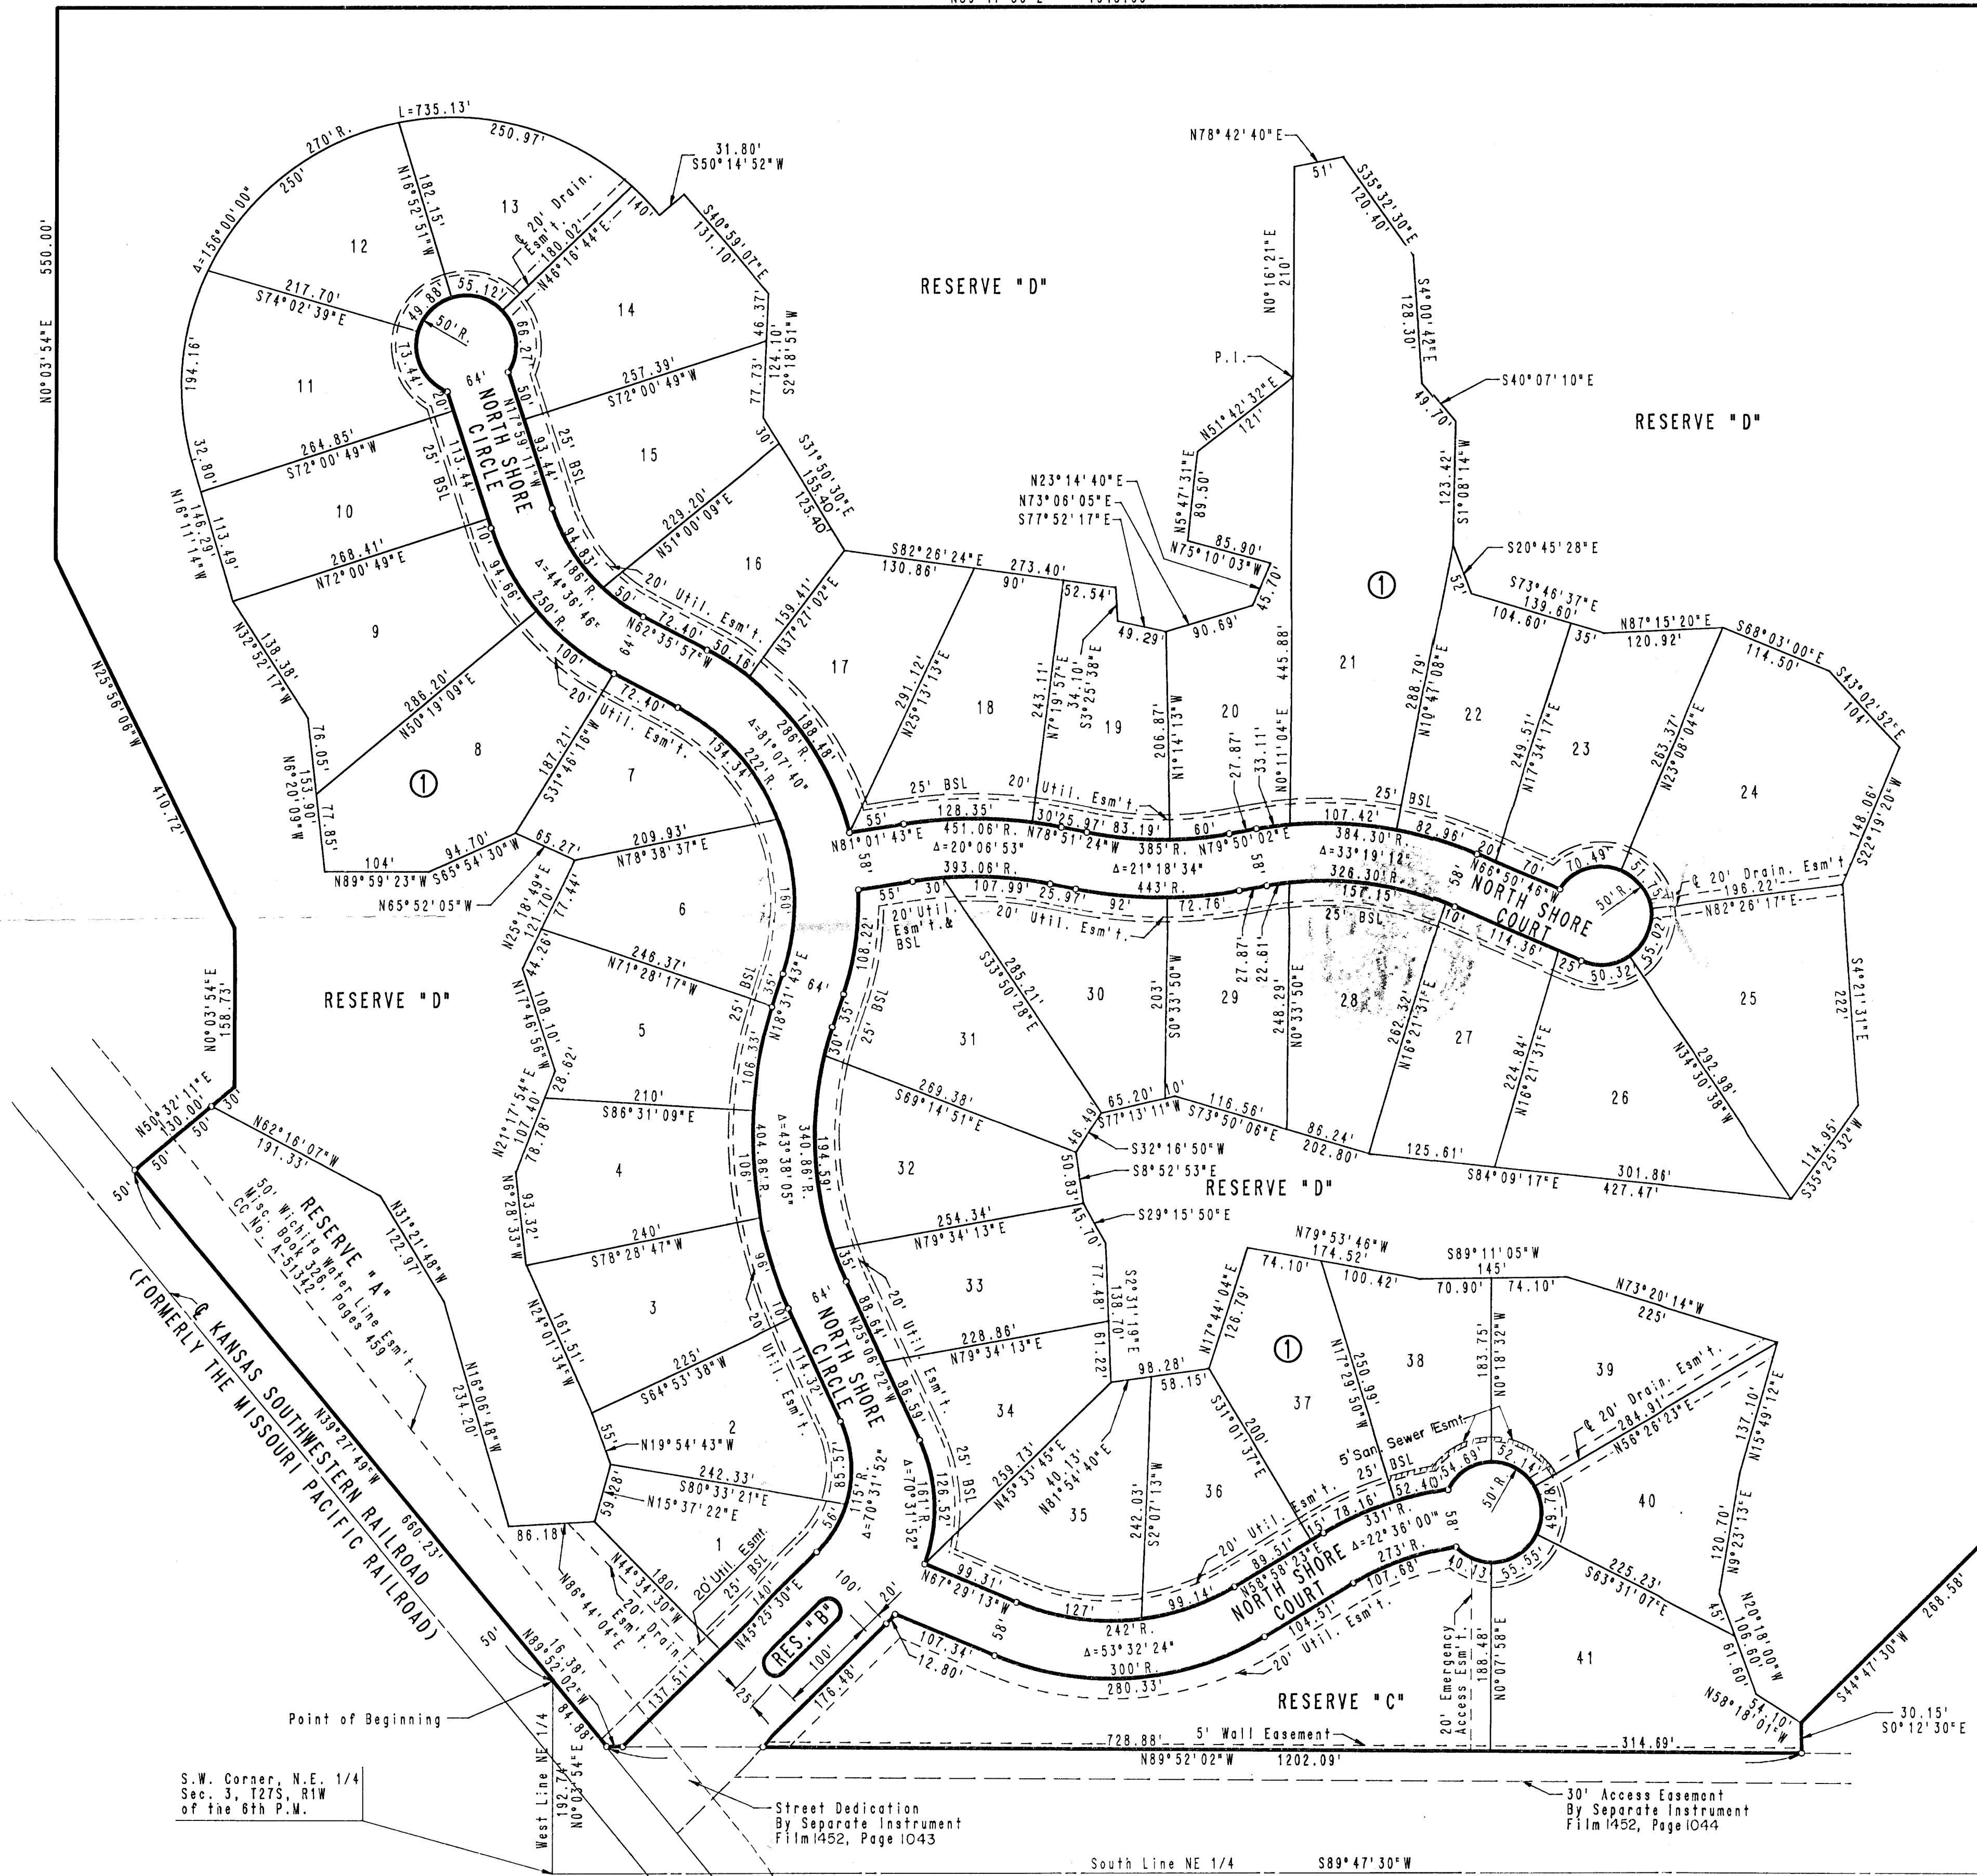 550.00'
N0°03'54"E
L=735.13'
270'R.
250.97'
250'
Δ=156°00'00"
182.15'
N16°52'51"W
13
12
₵ 20' Drain.
Esm't.
180.02'
N46°16'44"E
140'
31.80'
S50°14'52"W
S40°59'07"E
131.10'
217.70'
S74°02'39"E
49.88'
55.12'
50'R.
66.27'
73.44'
14
46.37'
124.10'
S2°18'51"W
77.73'
194.16'
11
257.39'
S72°00'49"W
64'
20'
50'
NORTH SHORE
CIRCLE
N17°59'11"W
93.44'
25' BSL
113.44'
25' BSL
264.85'
S72°00'49"W
32.80'
15
30'
S31°50'30"E
155.40'
125.40'
N16°11'14"W
146.29'
113.49'
10
268.41'
N72°00'49"E
10'
229.20'
N51°00'09"E
94.83'
186'R.
Δ=44°36'46"
94.66'
250'R.
20' Util. Esm't.
16
50'
64'
72.40'
N62°35'57"W
50.16'
159.41'
N37°27'02"E
9
N32°52'17"W
138.38'
286.20'
N50°19'09"E
100'
20' Util. Esm't.
72.40'
76.05'
N6°20'09"W
153.90'
77.85'
8
1
187.21'
S31°46'16"W
7
154.34'
222'R.
Δ=81°07'40"
286'R.
188.48'
17
104'
N89°59'23"W
94.70'
S65°54'30"W
65.27'
N65°52'05"W
209.93'
N78°38'37"E
RESERVE "D"
N78°42'40"E
51'
S35°32'30"E
120.40'
N0°16'21"E
210'
S4°00'42"E
128.30'
P.I.
N51°42'32"E
121'
N5°47'31"E
89.50'
S40°07'10"E
49.70'
RESERVE "D"
123.42'
S1°08'14"W
N23°14'40"E
N73°06'05"E
S77°52'17"E
85.90'
N75°10'03"W
45.70'
S82°26'24"E
273.40'
130.86'
90'
52.54'
49.29'
90.69'
34.10'
S3°25'38"E
291.12'
N25°13'13"E
18
243.11'
N7°19'57"E
19
206.87'
N1°14'13"W
20
445.88'
N0°11'04"E
1
21
S20°45'28"E
52'
S73°46'37"E
139.60'
104.60'
35'
N87°15'20"E
120.92'
S68°03'00"E
114.50'
S43°02'52"E
104'
288.79'
N10°47'08"E
22
249.51'
N17°34'17"E
23
263.37'
N23°08'04"E
24
148.06'
S22°19'20"W
25' BSL
20' Util. Esm't.
27.87'
33.11'
25' BSL
55'
N81°01'43"E
128.35'
451.06'R.
Δ=20°06'53"
30'
25.97'
N78°51'24"W
83.19'
385'R.
60'
N79°50'02"E
107.42'
384.30'R.
Δ=33°19'12"
82.96'
20'
70'
N66°50'46"W
70.49'
51.75'
50'R.
₵ 20' Drain. Esm't
196.22'
N82°26'17"E
58'
393.06'R.
Δ=21°18'34"
58'
326.30'R.
58'
NORTH SHORE
COURT
55'
30'
107.99'
25.97'
443'R.
92'
72.76'
157.15'
25' BSL
10'
114.36'
25'
50.32'
55.02'
20' Util.
Esm't.&
BSL
20' Util. Esm't.
27.87'
22.61'
N25°18'49"E
121.70'
77.44'
44.26'
6
160'
246.37'
N71°28'17"W
35'
N18°31'43"E
64'
108.22'
35'
30'
25' BSL
25' BSL
285.21'
S33°50'28"E
30
203'
S0°33'50"W
29
248.29'
N0°33'50"E
28
262.32'
N16°21'31"E
27
224.84'
N16°21'31"E
26
292.98'
N34°30'38"W
25
S4°21'31"E
222'
114.95'
S35°25'32"W
RESERVE "D"
N25°56'06"W
410.72'
N0°03'54"E
158.73'
N17°46'56"W
108.10'
5
106.33'
28.62'
210'
S86°31'09"E
N21°17'54"E
107.40'
78.78'
4
106'
404.86'R.
Δ=43°38'05"
340.86'R.
194.59'
31
269.38'
S69°14'51"E
65.20'
10'
S77°13'11"W
46.49'
116.56'
S73°50'06"E
86.24'
202.80'
125.61'
S84°09'17"E
301.86'
427.47'
S32°16'50"W
50.83'
S8°52'53"E
RESERVE "D"
32
254.34'
N79°34'13"E
45.70'
S29°15'50"E
N50°32'11"E
130.00'
50'
30'
50'
50'
N62°16'07"W
191.33'
RESERVE "A"
50' Wichita Water Line Esm't.
Misc. Book 326, Pages 459
CC No. A-51342
N31°21'48"W
122.97'
N6°28'33"W
93.32'
240'
S78°28'47"W
96'
35'
64'
10'
20' Util. Esm't.
3
N24°01'34"W
161.51'
225'
S64°53'38"W
NORTH SHORE
CIRCLE
88.64'
N25°06'22"W
86.59'
20' Util. Esm't.
114.32'
33
228.86'
N79°34'13"E
77.48'
S2°31'19"E
138.70'
61.22'
98.28'
58.15'
N17°44'04"E
126.79'
N79°53'46"W
174.52'
74.10'
100.42'
S89°11'05"W
145'
70.90'
74.10'
N73°20'14"W
225'
1
37
38
183.75'
N0°18'32"W
39
250.99'
N17°29'50"W
₵ 20' Drain. Esm't.
284.91'
N56°26'23"E
137.10'
N15°49'12"E
₵ KANSAS SOUTHWESTERN RAILROAD
(FORMERLY THE MISSOURI PACIFIC RAILROAD)
N39°27'49"W
660.23'
N16°06'48"W
234.20'
55'
2
N19°54'43"W
242.33'
S80°33'21"E
59.28'
N15°37'22"E
85.57'
115'R.
Δ=70°31'52"
56'
161'R.
Δ=70°31'52"
126.52'
25' BSL
34
259.73'
N45°33'45"E
40.13'
N81°54'40"E
35
242.03'
S2°07'13"W
36
200'
S31°01'37"E
5' San. Sewer Esmt.
25' BSL
54.69'
52.14'
50'R.
49.78'
40
120.70'
N9°23'13"E
86.18'
N86°44'04"E
1
N44°34'30"W
180'
20' Drain.
Esm't.
20' Util. Esmt.
25' BSL
140'
N45°25'30"E
137.51'
100'
20'
RES. "B"
100'
176.48'
25'
12.80'
99.31'
N67°29'13"W
58'
107.34'
127'
242'R.
Δ=53°32'24"
300'R.
280.33'
99.14'
20' Util. Esm't.
89.51'
N58°58'23"E
15'
78.16'
331'R.
52.40'
Δ=22°36'00"
58'
273'R.
NORTH SHORE
COURT
104.51'
107.68'
40.13'
55.55'
20' Util. Esm't.
225.23'
S63°31'07"E
20' Emergency
Access Esm't.
188.48'
N0°07'58"E
41
45'
N20°18'00"W
106.60'
61.60'
54.10'
N58°18'01"W
S44°47'30"W
268.58'
RESERVE "C"
30.15'
S0°12'30"E
50'
16.38'
N89°52'02"W
84.88'
Point of Beginning
5' Wall Easement
728.88'
314.69'
N89°52'02"W 1202.09'
S.W. Corner, N.E. 1/4
Sec. 3, T27S, R1W
of the 6th P.M.
West Line NE 1/4
192.74'
N0°03'54"E
Street Dedication
By Separate Instrument
Film 1452, Page 1043
30' Access Easement
By Separate Instrument
Film 1452, Page 1044
South Line NE 1/4 S89°47'30"W